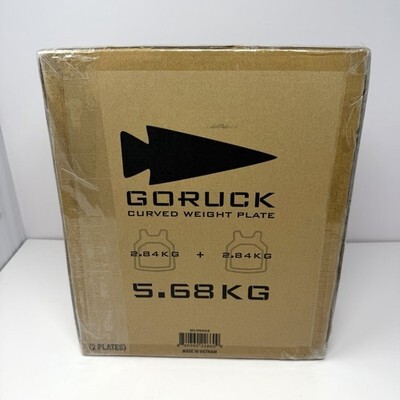 GORUCK
CURVED WEIGHT PLATE
2.84KG + 2.84KG
5.68KG
(2 PLATES)
MADE IN VIETNAM